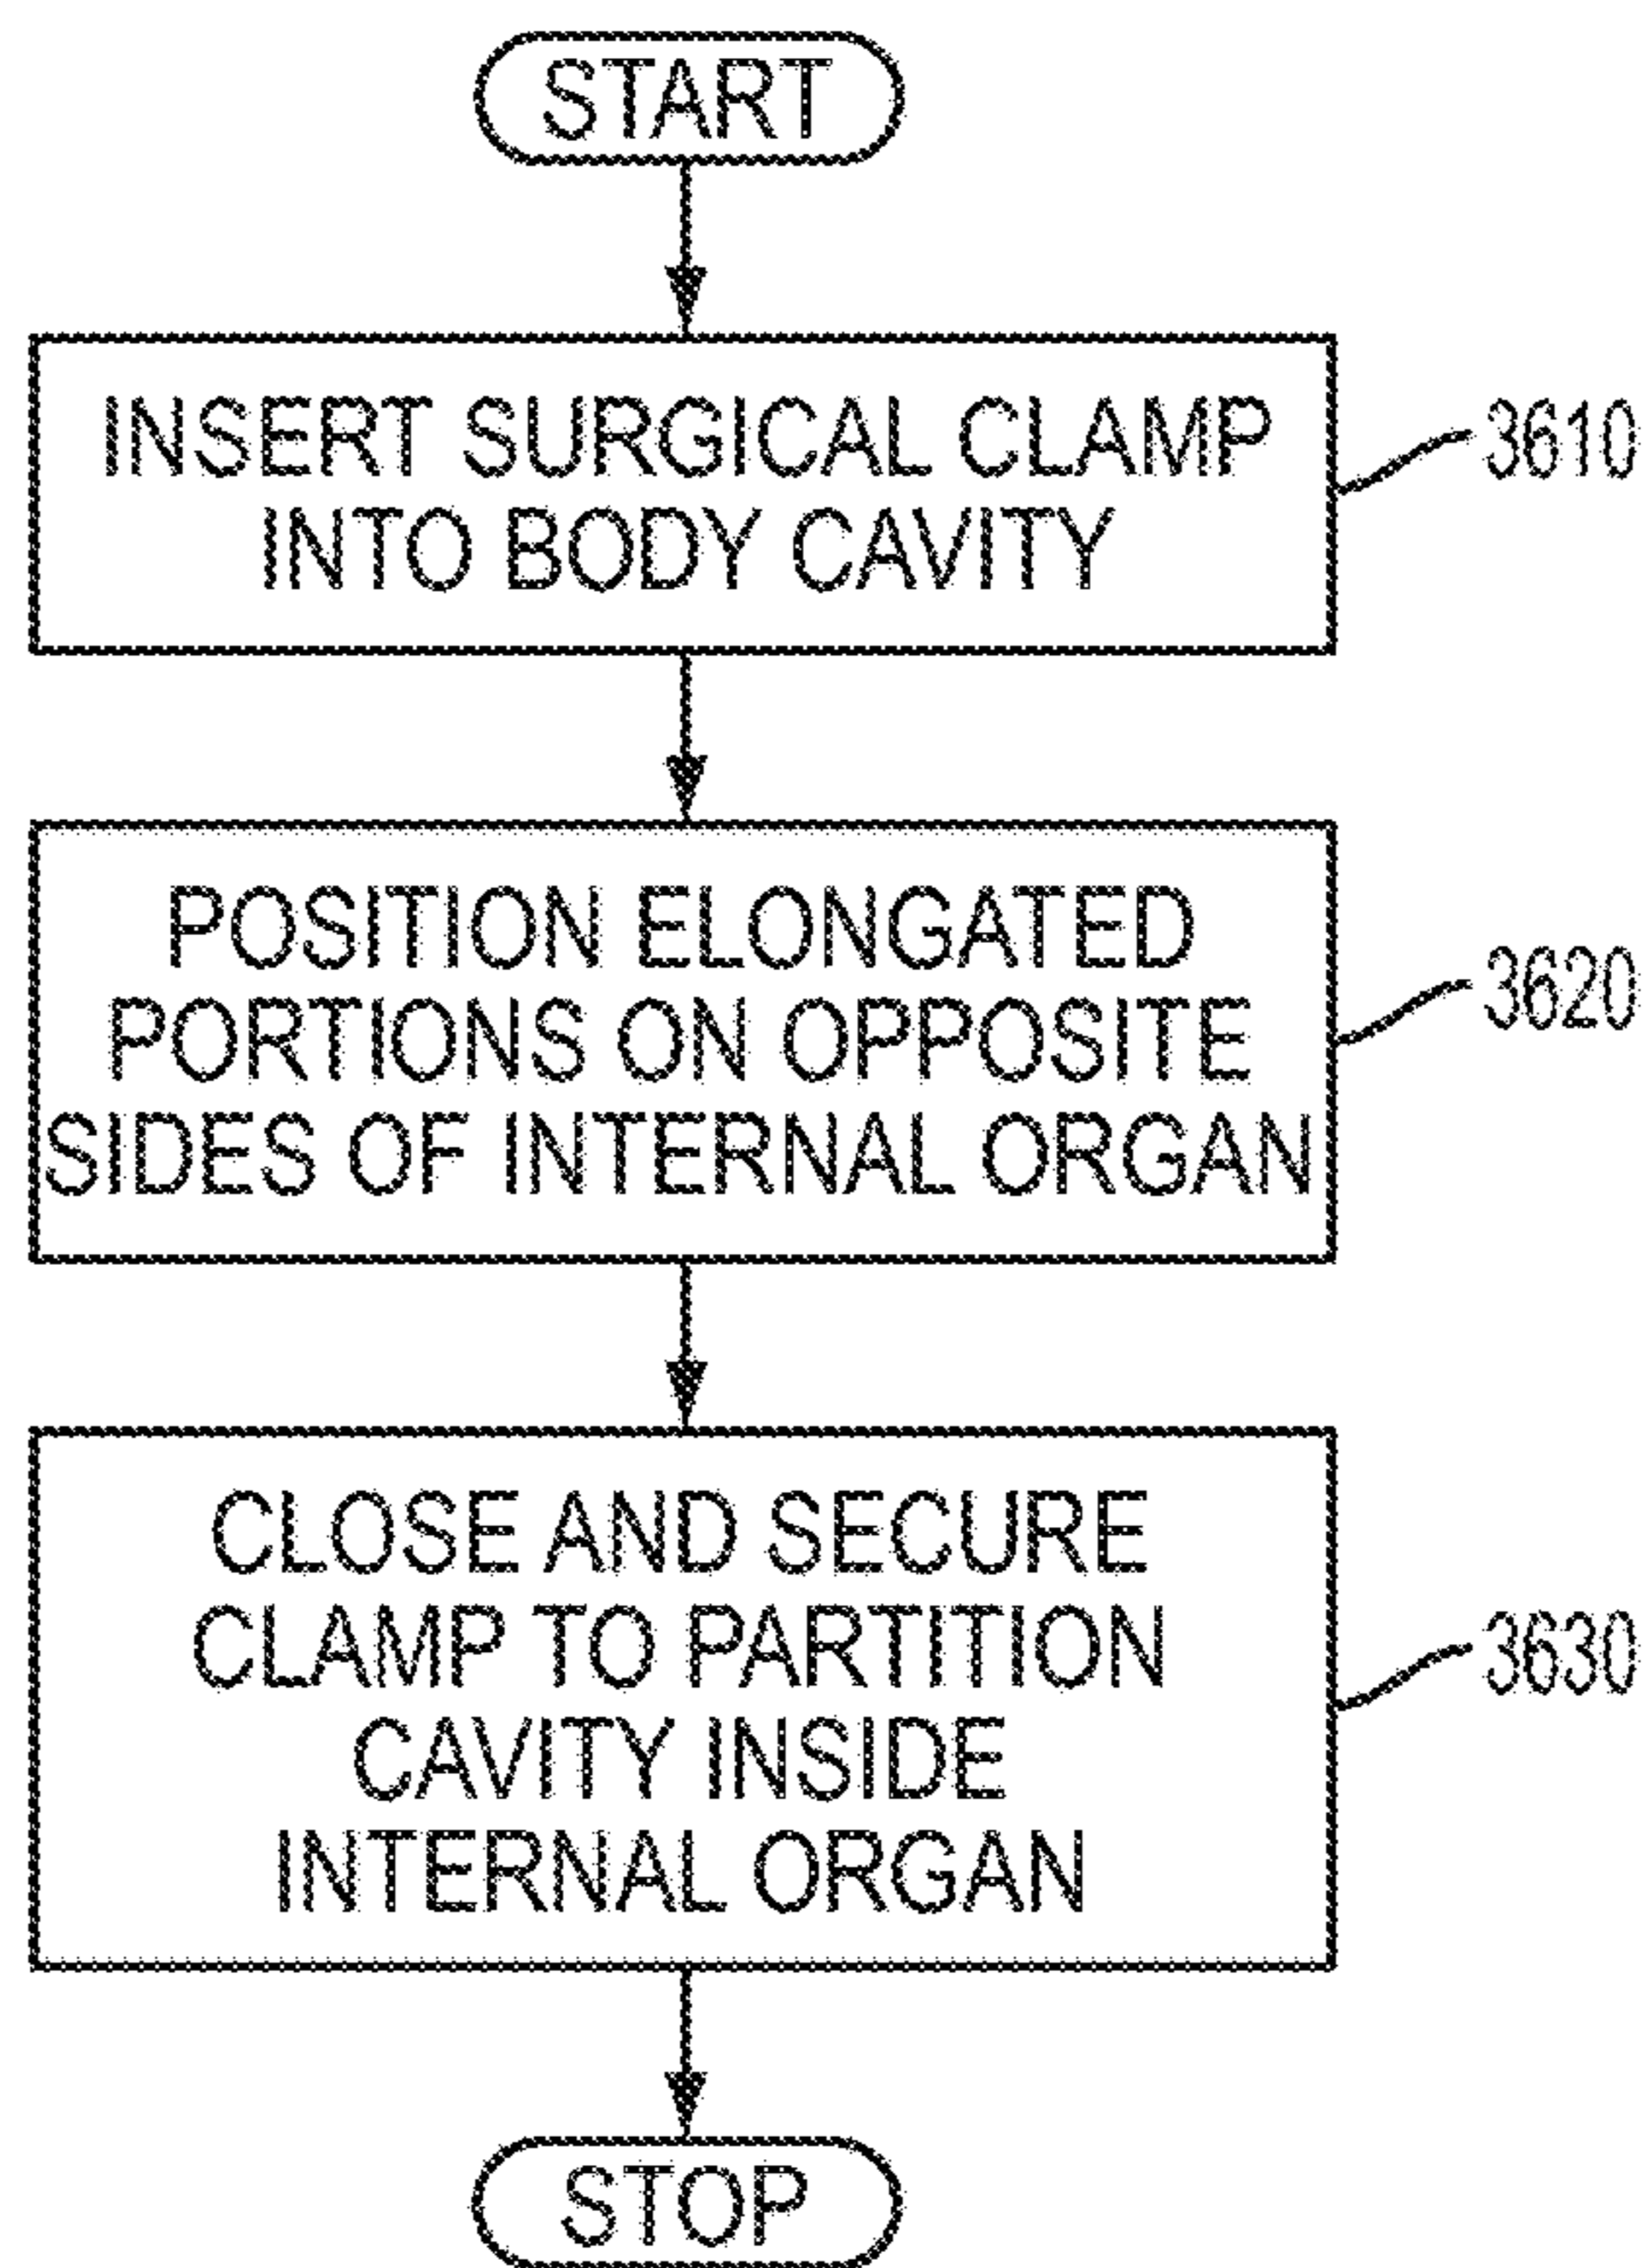 START
INSERT SURGICAL CLAMP
INTO BODY CAVITY
3610
POSITION ELONGATED
PORTIONS ON OPPOSITE
SIDES OF INTERNAL ORGAN
3620
CLOSE AND SECURE
CLAMP TO PARTITION
CAVITY INSIDE
INTERNAL ORGAN
3630
STOP